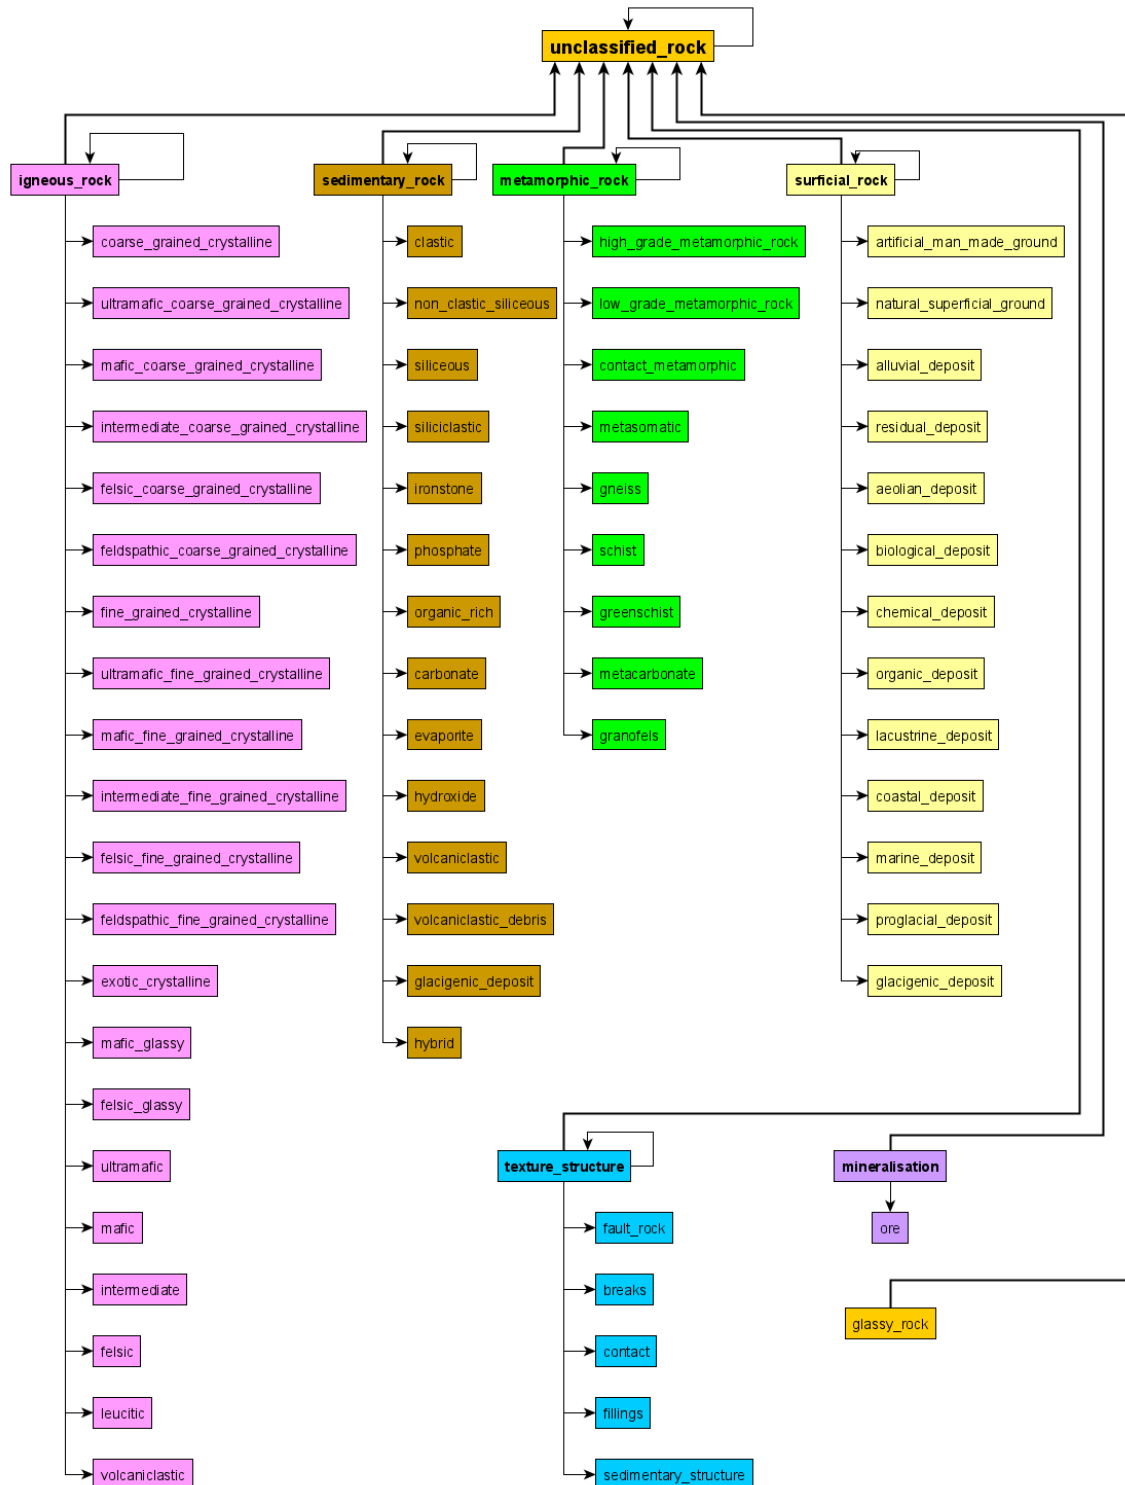 unclassified_rock
igneous_rock
coarse_grained_crystalline
ultramafic_coarse_grained_crystalline
mafic_coarse_grained_crystalline
intermediate_coarse_grained_crystalline
felsic_coarse_grained_crystalline
feldspathic_coarse_grained_crystalline
fine_grained_crystalline
ultramafic_fine_grained_crystalline
mafic_fine_grained_crystalline
intermediate_fine_grained_crystalline
felsic_fine_grained_crystalline
feldspathic_fine_grained_crystalline
exotic_crystalline
mafic_glassy
felsic_glassy
ultramafic
mafic
intermediate
felsic
leucitic
volcaniclastic
sedimentary_rock
clastic
non_clastic_siliceous
siliceous
siliciclastic
ironstone
phosphate
organic_rich
carbonate
evaporite
hydroxide
volcaniclastic
volcaniclastic_debris
glacigenic_deposit
hybrid
metamorphic_rock
high_grade_metamorphic_rock
low_grade_metamorphic_rock
contact_metamorphic
metasomatic
gneiss
schist
greenschist
metacarbonate
granofels
surficial_rock
artificial_man_made_ground
natural_superficial_ground
alluvial_deposit
residual_deposit
aeolian_deposit
biological_deposit
chemical_deposit
organic_deposit
lacustrine_deposit
coastal_deposit
marine_deposit
proglacial_deposit
glacigenic_deposit
texture_structure
fault_rock
breaks
contact
fillings
sedimentary_structure
mineralisation
ore
glassy_rock